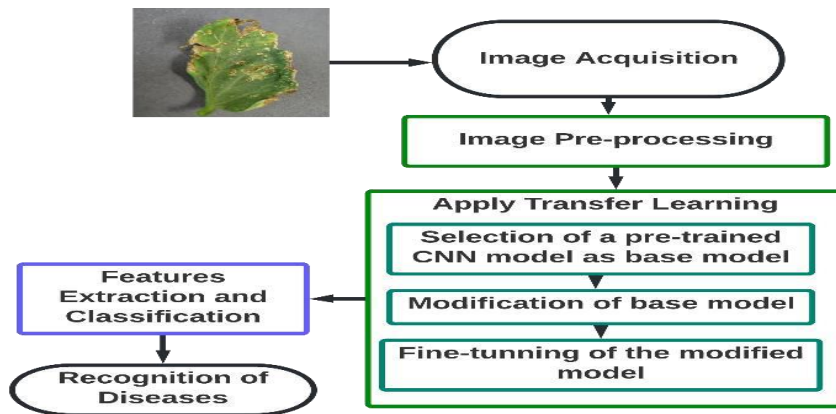 Image Acquisition
Image Pre-processing
Apply Transfer Learning
Selection of a pre-trained
CNN model as base model
Modification of base model
Fine-tunning of the modified
model
Features
Extraction and
Classification
Recognition of
Diseases